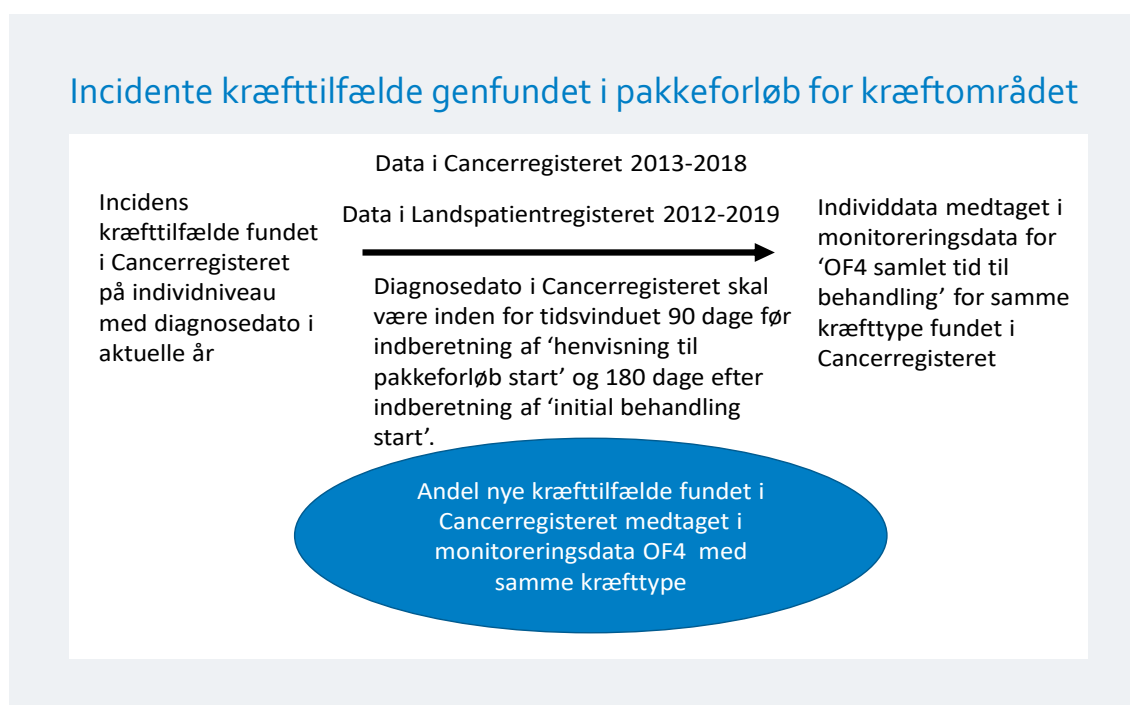 Incidente kræfttilfælde genfundet i pakkeforløb for kræftområdet
Incidens
kræfttilfælde fundet
i Cancerregisteret
på individniveau
med diagnosedato i
aktuelle år
Data i Cancerregisteret 2013-2018
Data i Landspatientregisteret 2012-2019
Diagnosedato i Cancerregisteret skal
være inden for tidsvinduet 90 dage før
indberetning af ‘henvisning til
pakkeforløb start’ og 180 dage efter
indberetning af ‘initial behandling
start’.
Individdata medtaget i
monitoreringsdata for
‘OF4 samlet tid til
behandling’ for samme
kræfttype fundet i
Cancerregisteret
Andel nye kræfttilfælde fundet i
Cancerregisteret medtaget i
monitoreringsdata OF4 med
samme kræfttype